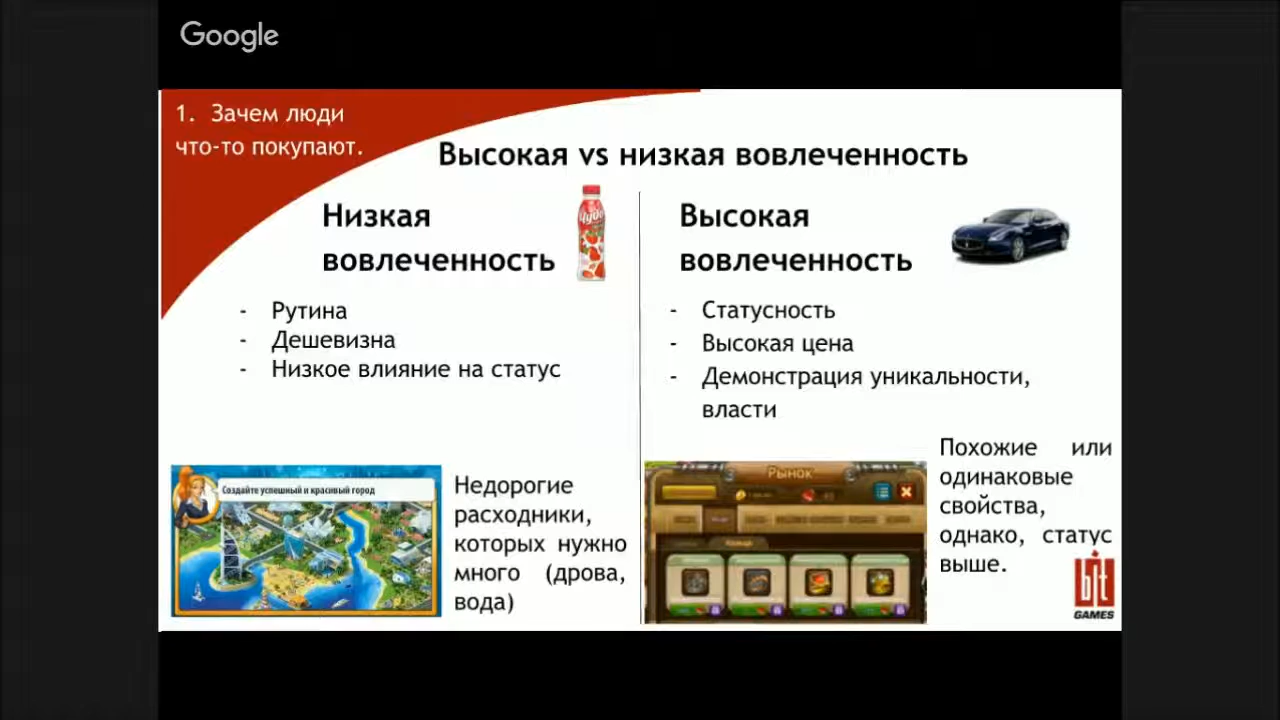 Google
1. Зачем люди
что-то покупают.
Высокая vs низкая вовлеченность
Низкая
вовлеченность
Чудо
- Рутина
- Дешевизна
- Низкое влияние на статус
Создайте успешный и красивый город
Недорогие
расходники,
которых нужно
много (дрова,
вода)
Высокая
вовлеченность
- Статусность
- Высокая цена
- Демонстрация уникальности,
власти
Рынок
Похожие или
одинаковые
свойства,
однако, статус
выше.
bit
GAMES